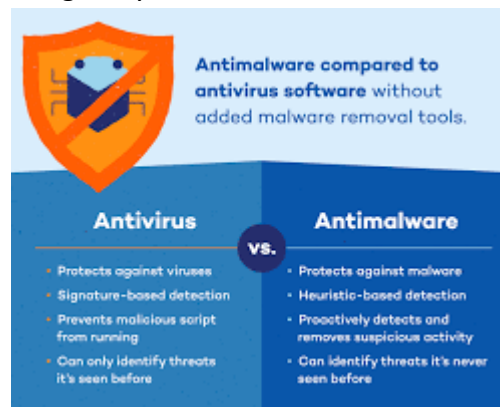 Antimalware compared to
antivirus software without
added malware removal tools.
Antivirus
vs.
Antimalware
• Protects against viruses
• Signature-based detection
• Prevents malicious script
from running
• Can only identify threats
it's seen before
• Protects against malware
• Heuristic-based detection
• Proactively detects and
removes suspicious activity
• Can identify threats it's never
seen before